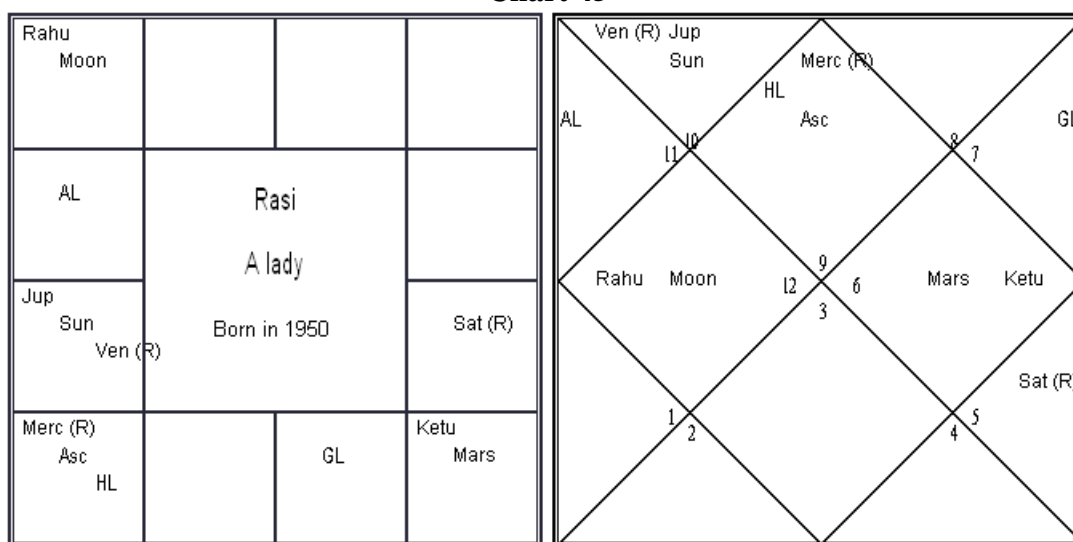 Rahu
Moon
AL
Rasi
A lady
Born in 1950
Jup
Sun
Ven (R)
Sat (R)
Merc (R)
Asc
HL
GL
Ketu
Mars
Ven (R) Jup
Sun
Merc (R)
HL
AL
Asc
10
8
11
7
Rahu Moon
9
12
6
Mars Ketu
3
Sat (R)
1
5
2
4